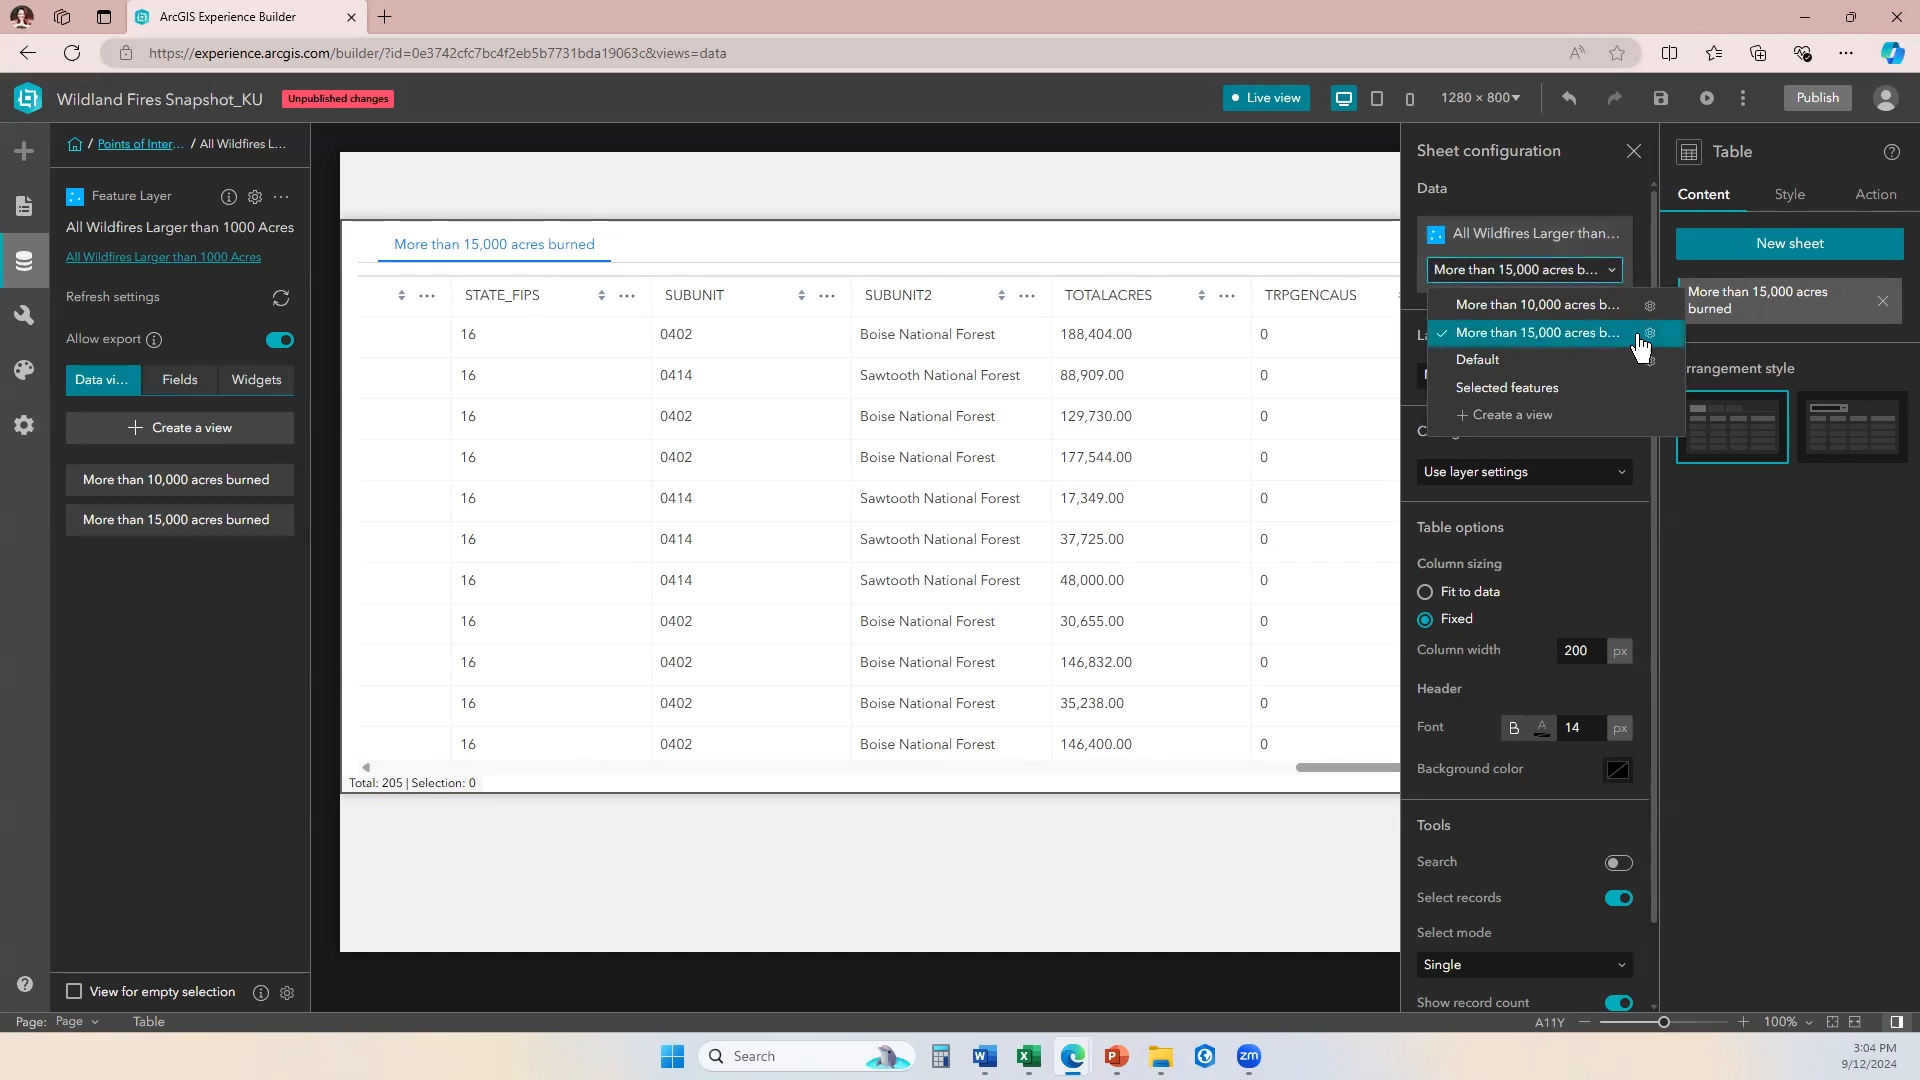 ArcGIS Experience Builder
https://experience.arcgis.com/builder/?id=0e3742cfc7bc4f2eb5b7731bda19063c&views=data
Wildland Fires Snapshot_KU
Unpublished changes
Live view
1280 × 800
Publish
/ Points of Inter... / All Wildfires L...
Feature Layer
All Wildfires Larger than 1000 Acres
All Wildfires Larger than 1000 Acres
Refresh settings
Allow export
Data vi... Fields Widgets
Create a view
More than 10,000 acres burned
More than 15,000 acres burned
View for empty selection
More than 15,000 acres burned
STATE_FIPS SUBUNIT SUBUNIT2 TOTALACRES TRPGENCAUS
16 0402 Boise National Forest 188,404.00 0
16 0414 Sawtooth National Forest 88,909.00 0
16 0402 Boise National Forest 129,730.00 0
16 0402 Boise National Forest 177,544.00 0
16 0414 Sawtooth National Forest 17,349.00 0
16 0414 Sawtooth National Forest 37,725.00 0
16 0414 Sawtooth National Forest 48,000.00 0
16 0402 Boise National Forest 30,655.00 0
16 0402 Boise National Forest 146,832.00 0
16 0402 Boise National Forest 35,238.00 0
16 0402 Boise National Forest 146,400.00 0
Total: 205 | Selection: 0
Sheet configuration
Data
All Wildfires Larger than...
More than 15,000 acres b...
More than 10,000 acres b...
More than 15,000 acres b...
Default
Selected features
Create a view
Use layer settings
Table options
Column sizing
Fit to data
Fixed
Column width 200 px
Header
Font B A 14 px
Background color
Tools
Search
Select records
Select mode
Single
Show record count
Table
Content Style Action
New sheet
More than 15,000 acres
burned
rrangement style
Page: Page Table
A11Y 100%
Search
W X P zm
3:04 PM
9/12/2024